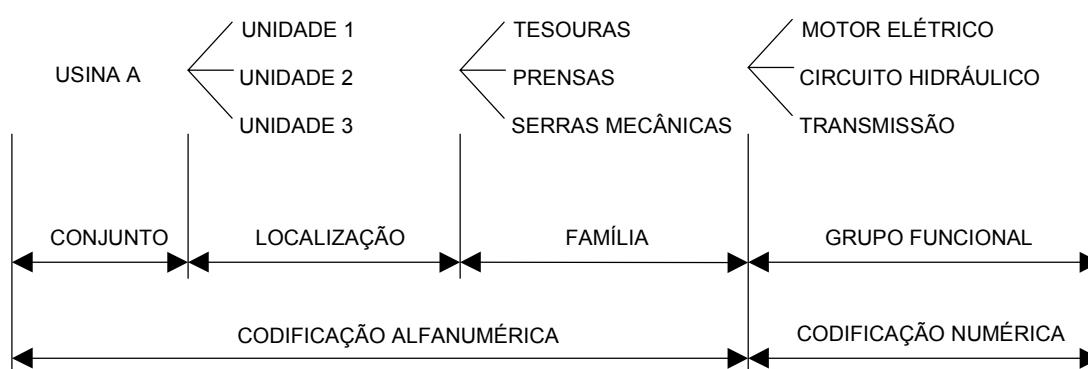 UNIDADE 1 TESOURAS MOTOR ELÉTRICO
USINA A UNIDADE 2 PRENSAS CIRCUITO HIDRÁULICO
UNIDADE 3 SERRAS MECÂNICAS TRANSMISSÃO
CONJUNTO LOCALIZAÇÃO FAMÍLIA GRUPO FUNCIONAL
CODIFICAÇÃO ALFANUMÉRICA CODIFICAÇÃO NUMÉRICA